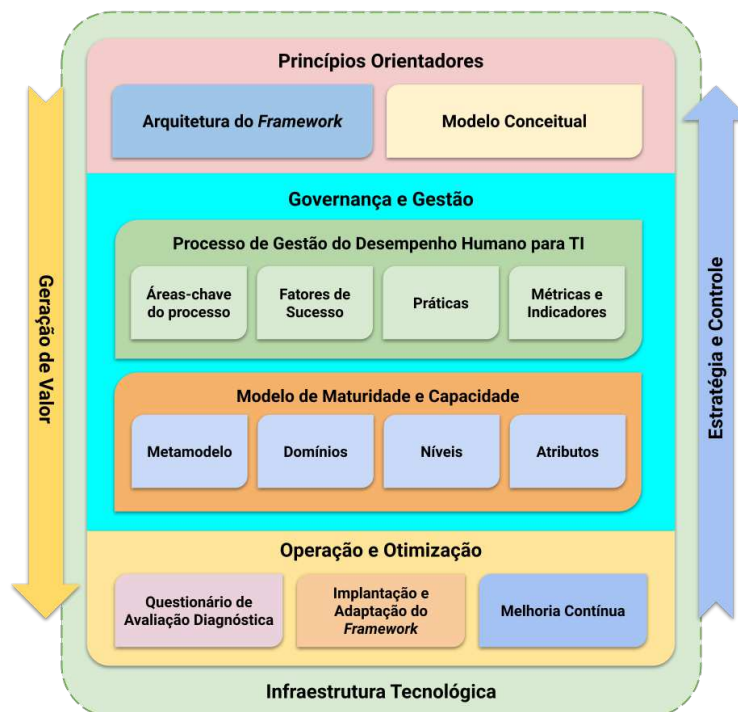 Princípios Orientadores
Arquitetura do Framework
Modelo Conceitual
Governança e Gestão
Processo de Gestão do Desempenho Humano para TI
Áreas-chave
do processo
Fatores de
Sucesso
Práticas
Métricas e
Indicadores
Modelo de Maturidade e Capacidade
Metamodelo
Domínios
Níveis
Atributos
Operação e Otimização
Questionário de
Avaliação Diagnóstica
Implantação e
Adaptação do
Framework
Melhoria Contínua
Infraestrutura Tecnológica
Geração de Valor
Estratégia e Controle